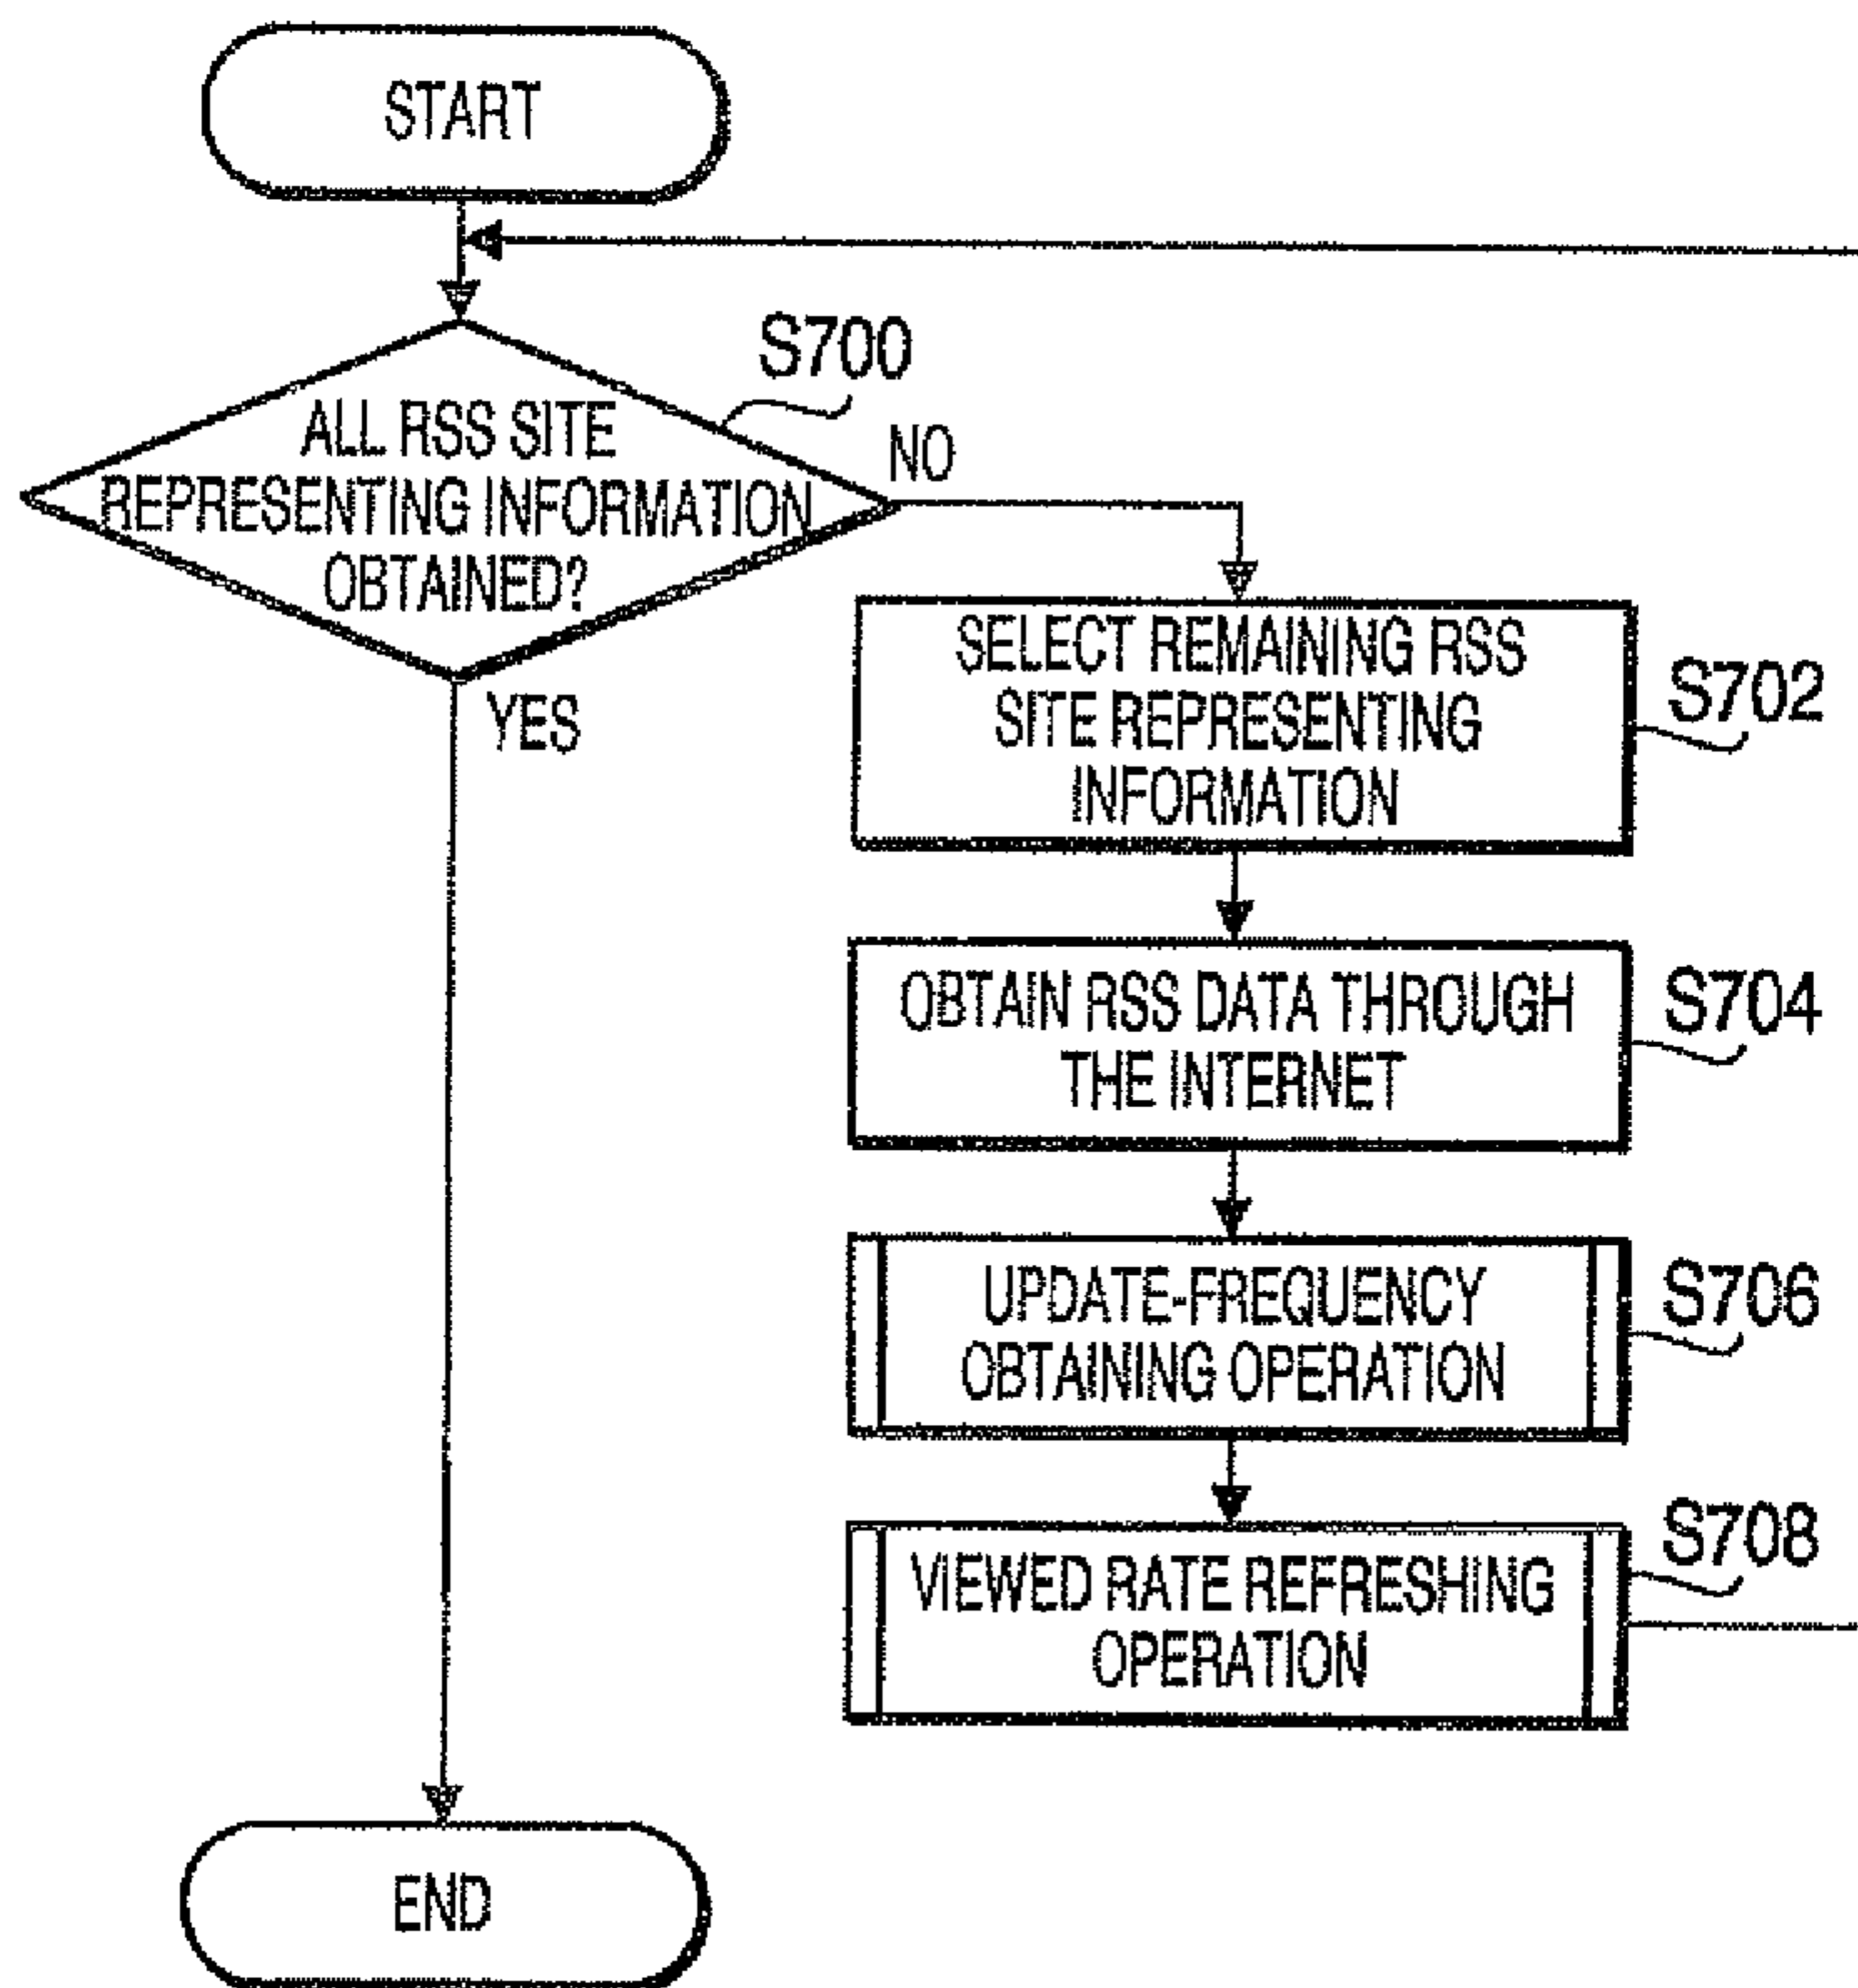 START
S700
ALL RSS SITE
REPRESENTING INFORMATION
OBTAINED?
NO
YES
SELECT REMAINING RSS
SITE REPRESENTING
INFORMATION
S702
OBTAIN RSS DATA THROUGH
THE INTERNET
S704
UPDATE-FREQUENCY
OBTAINING OPERATION
S706
VIEWED RATE REFRESHING
OPERATION
S708
END